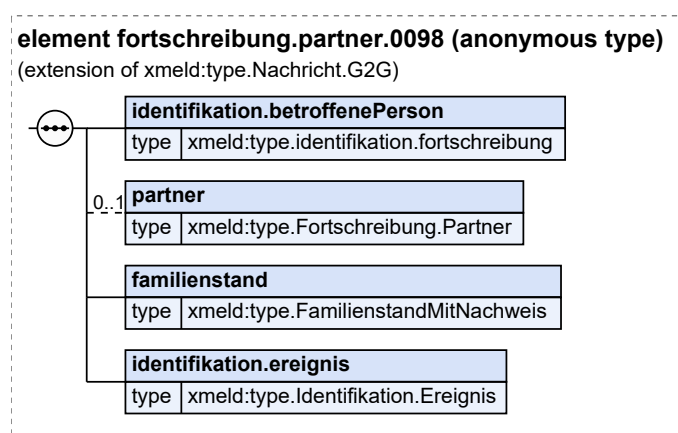 element fortschreibung.partner.0098 (anonymous type)
(extension of xmeld:type.Nachricht.G2G)
identifikation.betroffenePerson
type xmeld:type.identifikation.fortschreibung
0..1 partner
type xmeld:type.Fortschreibung.Partner
familienstand
type xmeld:type.FamilienstandMitNachweis
identifikation.ereignis
type xmeld:type.Identifikation.Ereignis